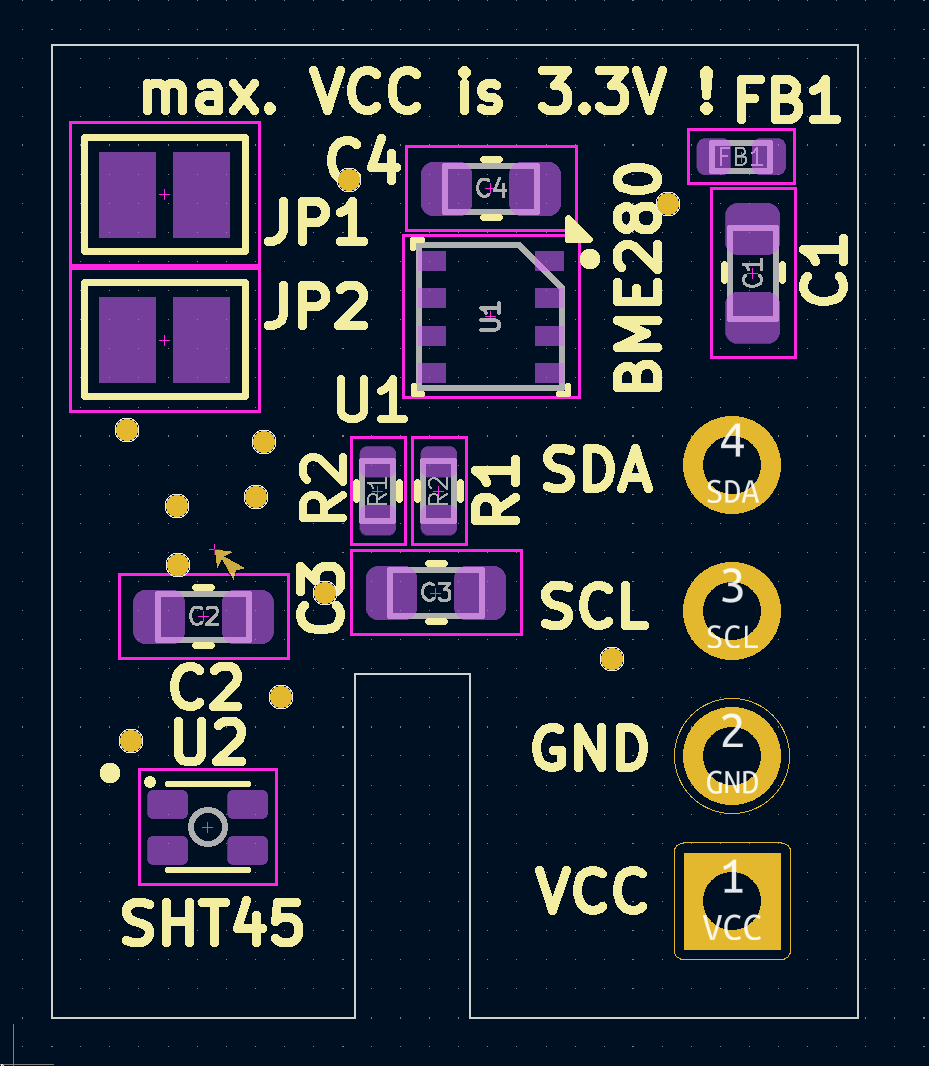 max. VCC is 3.3V !
FB1
FB1
C4
C4
JP1
BME280
C1
C1
JP2
U1
U1
R2
R1
R2
R1
SDA
4
SDA
C3
C3
SCL
3
SCL
C2
C2
U2
GND
2
GND
SHT45
VCC
1
VCC